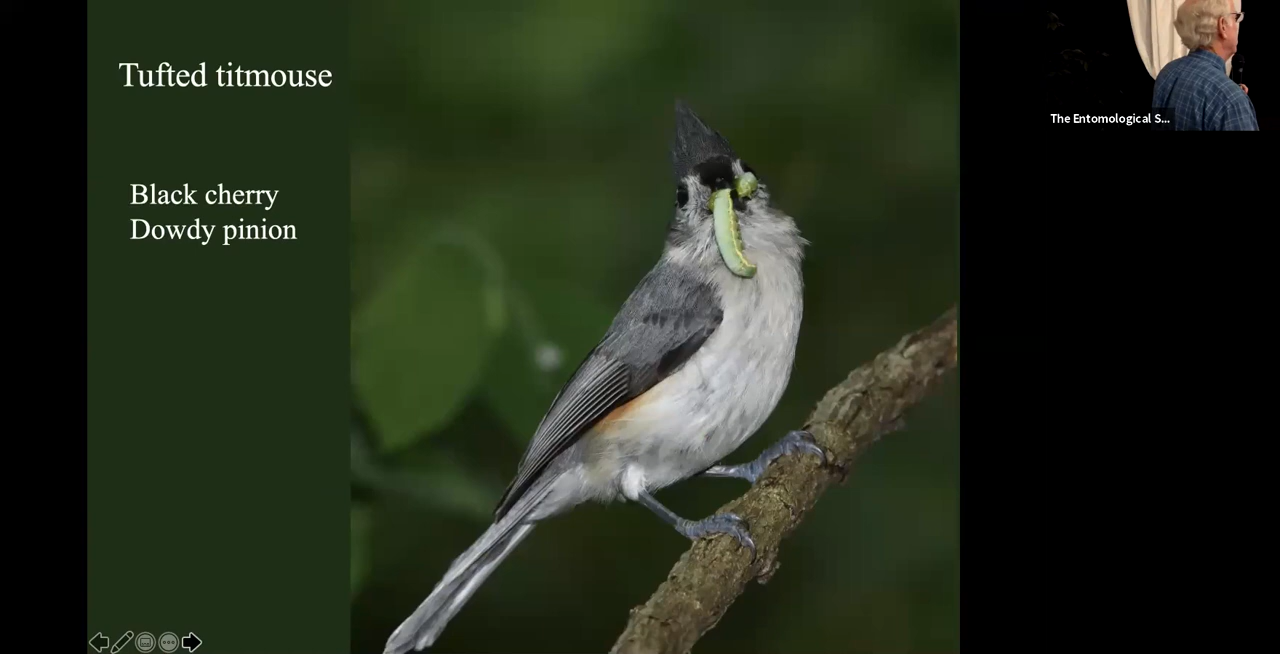 Tufted titmouse
Black cherry
Dowdy pinion
The Entomological S...